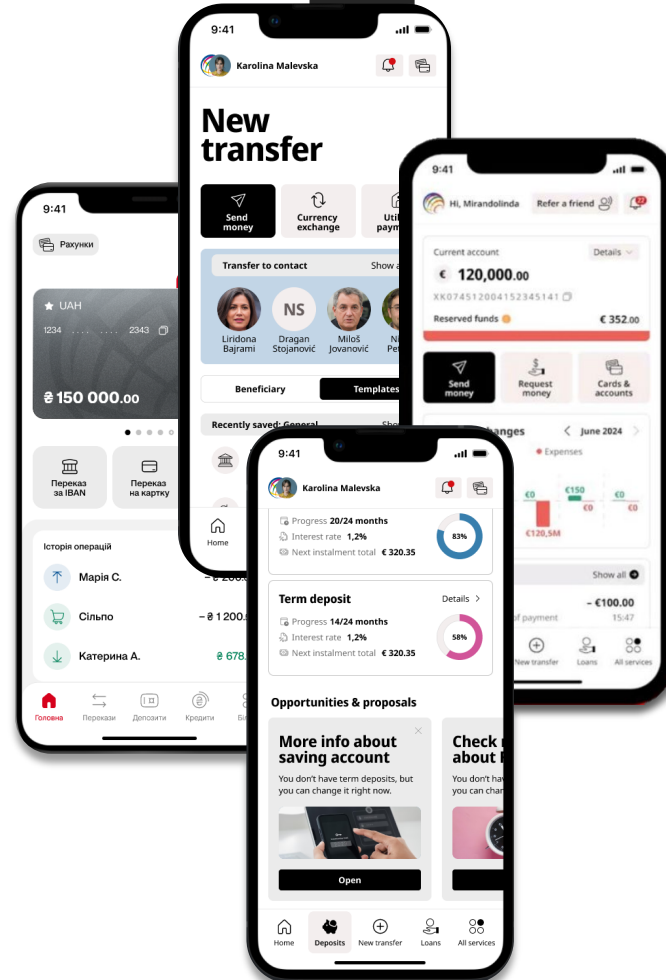 9:41
Рахунки
UAH
1234 .... .... 2343
₴ 150 000.00
Переказ
за IBAN
Переказ
на картку
Історія операцій
Марія С.
Сільпо
– ₴ 1 200.
Катерина А.
₴ 678.
Головна
Перекази
Депозити
Кредити
9:41
Karolina Malevska
New
transfer
Send
money
Currency
exchange
Transfer to contact
Show
Liridona
Bajrami
NS
Dragan
Stojanović
Miloš
Jovanović
Beneficiary
Templates
Recently saved: General
Home
9:41
Hi, Mirandolinda
Refer a friend
22
Current account
Details
€ 120,000.00
XK074512004152345141
Reserved funds
€ 352.00
Send
money
Request
money
Cards &
accounts
June 2024
Expenses
€0
€150
€0
€0
€0
€120,5M
Show all
– €100.00
of payment
15:47
New transfer
Loans
All services
9:41
Karolina Malevska
Progress 20/24 months
Interest rate 1,2%
Next instalment total € 320.35
83%
Term deposit
Details
Progress 14/24 months
Interest rate 1,2%
Next instalment total € 320.35
58%
Opportunities & proposals
More info about
saving account
You don't have term deposits, but
you can change it right now.
Open
Check
about
You don't
you can
Home
Deposits
New transfer
Loans
All services